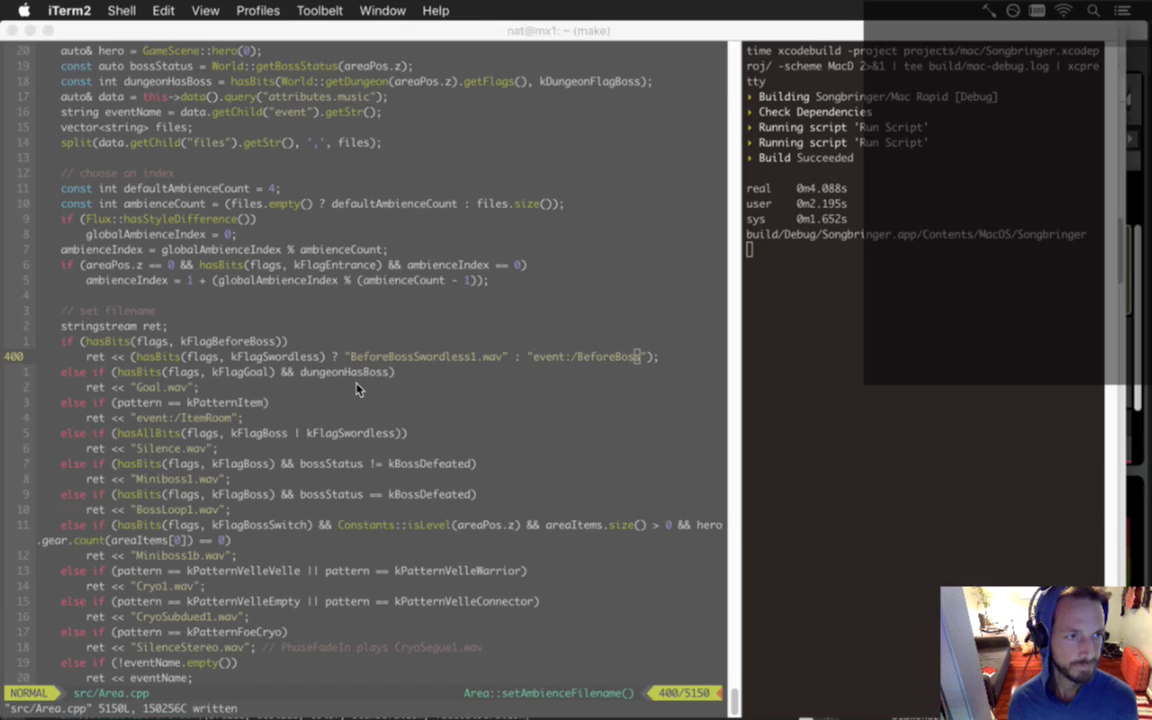 iTerm2 Shell Edit View Profiles Toolbelt Window Help
nat@mx1: ~ (make)
20 auto& hero = GameScene::hero(0);
19 const auto bossStatus = World::getBossStatus(areaPos.z);
18 const int dungeonHasBoss = hasBits(World::getDungeon(areaPos.z).getFlags(), kDungeonFlagBoss);
17 auto& data = this->data().query("attributes.music");
16 string eventName = data.getChild("event").getStr();
15 vector<string> files;
14 split(data.getChild("files").getStr(), ',', files);
13
12 // choose an index
11 const int defaultAmbienceCount = 4;
10 const int ambienceCount = (files.empty() ? defaultAmbienceCount : files.size());
9 if (Flux::hasStyleDifference())
8 globalAmbienceIndex = 0;
7 ambienceIndex = globalAmbienceIndex % ambienceCount;
6 if (areaPos.z == 0 && hasBits(flags, kFlagEntrance) && ambienceIndex == 0)
5 ambienceIndex = 1 + (globalAmbienceIndex % (ambienceCount - 1));
4
3 // set filename
2 stringstream ret;
1 if (hasBits(flags, kFlagBeforeBoss))
400 ret << (hasBits(flags, kFlagSwordless) ? "BeforeBossSwordless1.wav" : "event:/BeforeBoss");
1 else if (hasBits(flags, kFlagGoal) && dungeonHasBoss)
2 ret << "Goal.wav";
3 else if (pattern == kPatternItem)
4 ret << "event:/ItemRoom";
5 else if (hasAllBits(flags, kFlagBoss | kFlagSwordless))
6 ret << "Silence.wav";
7 else if (hasBits(flags, kFlagBoss) && bossStatus != kBossDefeated)
8 ret << "Miniboss1.wav";
9 else if (hasBits(flags, kFlagBoss) && bossStatus == kBossDefeated)
10 ret << "BossLoop1.wav";
11 else if (hasBits(flags, kFlagBossSwitch) && Constants::isLevel(areaPos.z) && areaItems.size() > 0 && hero
.gear.count(areaItems[0]) == 0)
12 ret << "Miniboss1b.wav";
13 else if (pattern == kPatternVelleVelle || pattern == kPatternVelleWarrior)
14 ret << "Cryo1.wav";
15 else if (pattern == kPatternVelleEmpty || pattern == kPatternVelleConnector)
16 ret << "CryoSubdued1.wav";
17 else if (pattern == kPatternFoeCryo)
18 ret << "SilenceStereo.wav"; // PhaseFadeIn plays CryoSegue1.wav
19 else if (!eventName.empty())
20 ret << eventName;
NORMAL src/Area.cpp Area::setAmbienceFilename() 400/5150
"src/Area.cpp" 5150L, 150256C written
time xcodebuild -project projects/mac/Songbringer.xcodep
roj/ -scheme MacD 2>&1 | tee build/mac-debug.log | xcpre
tty
Building Songbringer/Mac Rapid [Debug]
Check Dependencies
Running script 'Run Script'
Running script 'Run Script'
Build Succeeded
real 0m4.088s
user 0m2.195s
sys 0m1.652s
build/Debug/Songbringer.app/Contents/MacOS/Songbringer